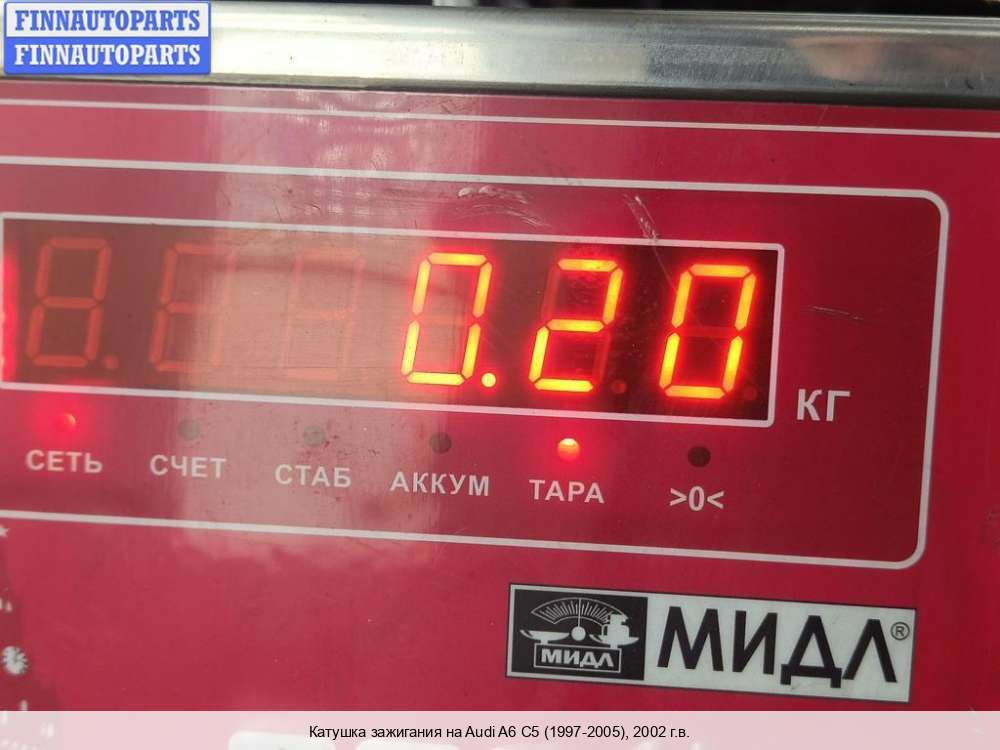 FINNAUTOPARTS
FINNAUTOPARTS
0.20
КГ
СЕТЬ СЧЕТ СТАБ АККУМ ТАРА >0<
МИДЛ МИДЛ®
Катушка зажигания на Audi A6 C5 (1997-2005), 2002 г.в.